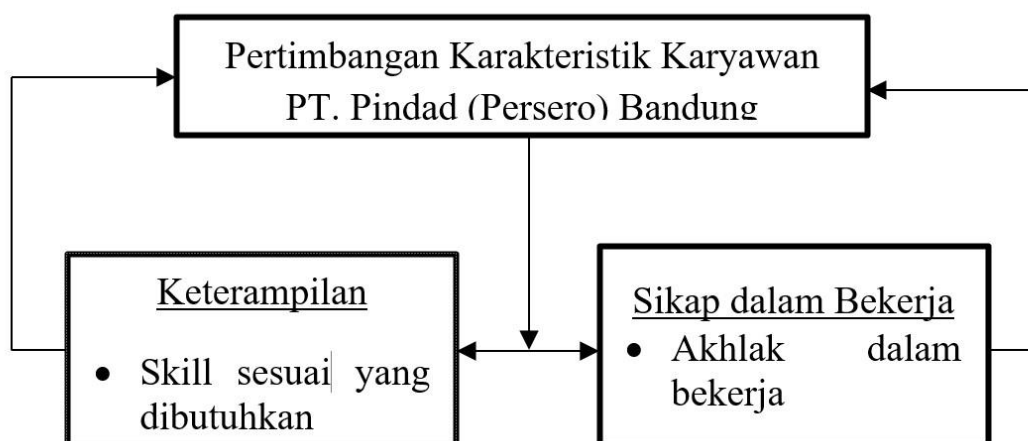 Pertimbangan Karakteristik Karyawan
PT. Pindad (Persero) Bandung
Keterampilan
• Skill sesuai yang
dibutuhkan
Sikap dalam Bekerja
• Akhlak dalam
bekerja